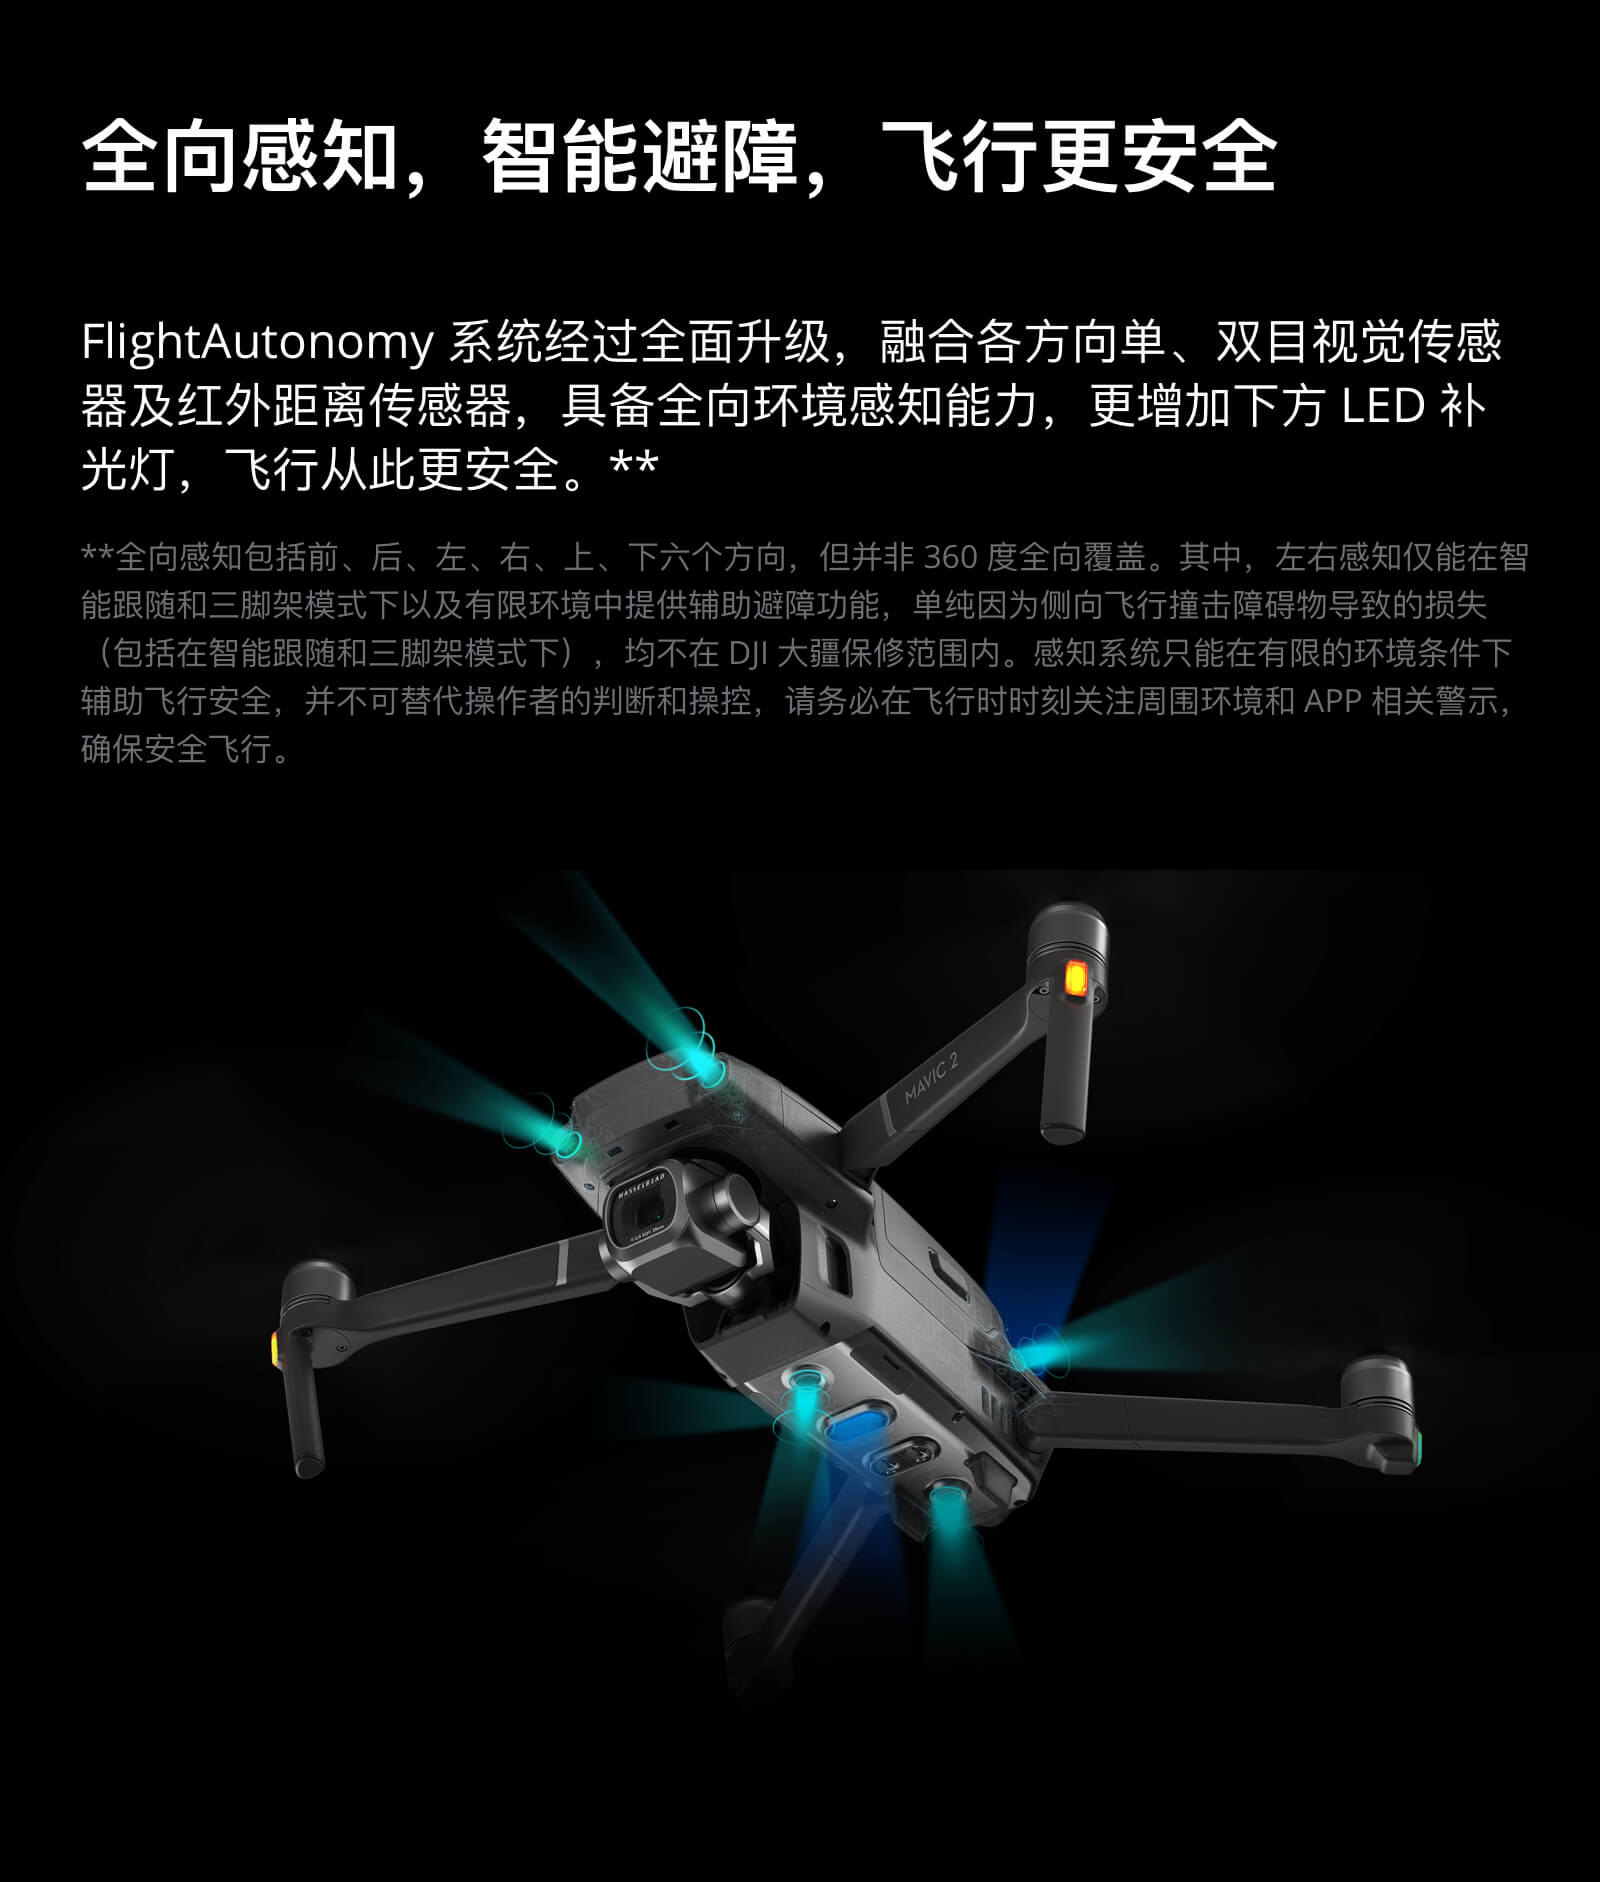 全向感知，智能避障，飞行更安全
FlightAutonomy 系统经过全面升级，融合各方向单、双目视觉传感
器及红外距离传感器，具备全向环境感知能力，更增加下方 LED 补
光灯，飞行从此更安全。**
**全向感知包括前、后、左、右、上、下六个方向，但并非 360 度全向覆盖。其中，左右感知仅能在智
能跟随和三脚架模式下以及有限环境中提供辅助避障功能，单纯因为侧向飞行撞击障碍物导致的损失
（包括在智能跟随和三脚架模式下），均不在 DJI 大疆保修范围内。感知系统只能在有限的环境条件下
辅助飞行安全，并不可替代操作者的判断和操控，请务必在飞行时时刻关注周围环境和 APP 相关警示，
确保安全飞行。
MAVIC 2
HASSELBLAD